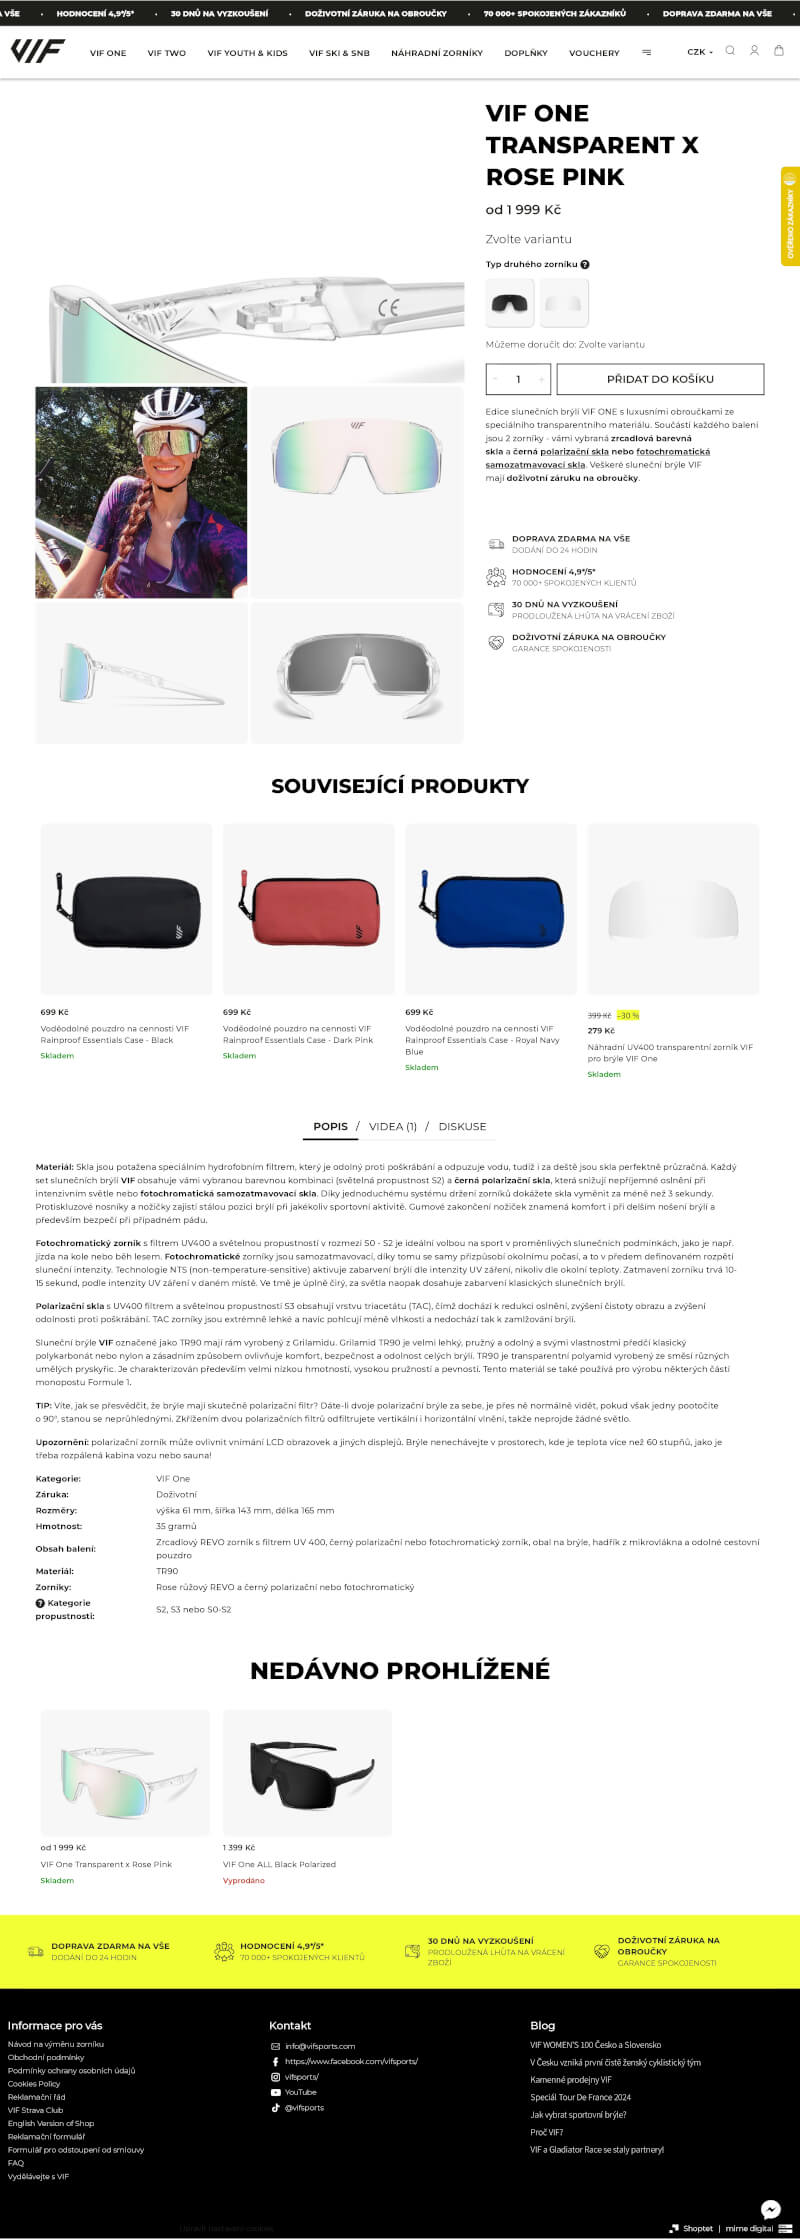 A VŠE • HODNOCENÍ 4,9*/5* • 30 DNŮ NA VYZKOUŠENÍ • DOŽIVOTNÍ ZÁRUKA NA OBROUČKY • 70 000+ SPOKOJENÝCH ZÁKAZNÍKŮ • DOPRAVA ZDARMA NA VŠE •
VIF VIF ONE VIF TWO VIF YOUTH & KIDS VIF SKI & SNB NÁHRADNÍ ZORNÍKY DOPLŇKY VOUCHERY CZK
VIF ONE
TRANSPARENT X
ROSE PINK
od 1 999 Kč
OVĚŘENO ZÁKAZNÍKY
Zvolte variantu
Typ druhého zorníku ?
Můžeme doručit do: Zvolte variantu
- 1 + PŘIDAT DO KOŠÍKU
Edice slunečních brýlí VIF ONE s luxusními obroučkami ze
speciálního transparentního materiálu. Součástí každého balení
jsou 2 zorníky - vámi vybraná zrcadlová barevná
skla a černá polarizační skla nebo fotochromatická
samozatmavovací skla. Veškeré sluneční brýle VIF
mají doživotní záruku na obroučky.
DOPRAVA ZDARMA NA VŠE
DODÁNÍ DO 24 HODIN
HODNOCENÍ 4,9*/5*
70 000+ SPOKOJENÝCH KLIENTŮ
30 DNŮ NA VYZKOUŠENÍ
PRODLOUŽENÁ LHŮTA NA VRÁCENÍ ZBOŽÍ
DOŽIVOTNÍ ZÁRUKA NA OBROUČKY
GARANCE SPOKOJENOSTI
CE
VIF
SOUVISEJÍCÍ PRODUKTY
VIF
VIF
VIF
699 Kč
Voděodolné pouzdro na cennosti VIF
Rainproof Essentials Case - Black
Skladem
699 Kč
Voděodolné pouzdro na cennosti VIF
Rainproof Essentials Case - Dark Pink
Skladem
699 Kč
Voděodolné pouzdro na cennosti VIF
Rainproof Essentials Case - Royal Navy
Blue
Skladem
399 Kč –30 %
279 Kč
Náhradní UV400 transparentní zorník VIF
pro brýle VIF One
Skladem
POPIS / VIDEA (1) / DISKUSE
Materiál: Skla jsou potažena speciálním hydrofobním filtrem, který je odolný proti poškrábání a odpuzuje vodu, tudíž i za deště jsou skla perfektně průzračná. Každý
set slunečních brýlí VIF obsahuje vámi vybranou barevnou kombinaci (světelná propustnost S2) a černá polarizační skla, která snižují nepříjemné oslnění při
intenzivním světle nebo fotochromatická samozatmavovací skla. Díky jednoduchému systému držení zorníků dokážete skla vyměnit za méně než 3 sekundy.
Protiskluzové nosníky a nožičky zajistí stálou pozici brýlí při jakékoliv sportovní aktivitě. Gumové zakončení nožiček znamená komfort i při delším nošení brýlí a
především bezpečí při případném pádu.
Fotochromatický zorník s filtrem UV400 a světelnou propustností v rozmezí S0 - S2 je ideální volbou na sport v proměnlivých slunečních podmínkách, jako je např.
jízda na kole nebo běh lesem. Fotochromatické zorníky jsou samozatmavovací, díky tomu se samy přizpůsobí okolnímu počasí, a to v předem definovaném rozpětí
sluneční intenzity. Technologie NTS (non-temperature-sensitive) aktivuje zabarvení brýlí dle intenzity UV záření, nikoliv dle okolní teploty. Zatmavení zorníku trvá 10-
15 sekund, podle intenzity UV záření v daném místě. Ve tmě je úplně čirý, za světla naopak dosahuje zabarvení klasických slunečních brýlí.
Polarizační skla s UV400 filtrem a světelnou propustností S3 obsahují vrstvu triacetátu (TAC), čímž dochází k redukci oslnění, zvýšení čistoty obrazu a zvýšení
odolnosti proti poškrábání. TAC zorníky jsou extrémně lehké a navíc pohlcují méně vlhkosti a nedochází tak k zamlžování brýlí.
Sluneční brýle VIF označené jako TR90 mají rám vyrobený z Grilamidu. Grilamid TR90 je velmi lehký, pružný a odolný a svými vlastnostmi předčí klasický
polykarbonát nebo nylon a zásadním způsobem ovlivňuje komfort, bezpečnost a odolnost celých brýlí. TR90 je transparentní polyamid vyrobený ze směsí různých
umělých pryskyřic. Je charakterizován především velmi nízkou hmotností, vysokou pružností a pevností. Tento materiál se také používá pro výrobu některých částí
monopostu Formule 1.
TIP: Víte, jak se přesvědčit, že brýle mají skutečně polarizační filtr? Dáte-li dvoje polarizační brýle za sebe, je přes ně normálně vidět, pokud však jedny pootočíte
o 90°, stanou se neprůhlednými. Zkřížením dvou polarizačních filtrů odfiltrujete vertikální i horizontální vlnění, takže neprojde žádné světlo.
Upozornění: polarizační zorník může ovlivnit vnímání LCD obrazovek a jiných displejů. Brýle nenechávejte v prostorech, kde je teplota více než 60 stupňů, jako je
třeba rozpálená kabina vozu nebo sauna!
Kategorie: VIF One
Záruka: Doživotní
Rozměry: výška 61 mm, šířka 143 mm, délka 165 mm
Hmotnost: 35 gramů
Obsah balení: Zrcadlový REVO zorník s filtrem UV 400, černý polarizační nebo fotochromatický zorník, obal na brýle, hadřík z mikrovlákna a odolné cestovní
pouzdro
Materiál: TR90
Zorníky: Rose růžový REVO a černý polarizační nebo fotochromatický
? Kategorie
propustnosti: S2, S3 nebo S0-S2
NEDÁVNO PROHLÍŽENÉ
od 1 999 Kč
VIF One Transparent x Rose Pink
Skladem
1 399 Kč
VIF One ALL Black Polarized
Vyprodáno
DOPRAVA ZDARMA NA VŠE
DODÁNÍ DO 24 HODIN
HODNOCENÍ 4,9*/5*
70 000+ SPOKOJENÝCH KLIENTŮ
30 DNŮ NA VYZKOUŠENÍ
PRODLOUŽENÁ LHŮTA NA VRÁCENÍ
ZBOŽÍ
DOŽIVOTNÍ ZÁRUKA NA
OBROUČKY
GARANCE SPOKOJENOSTI
Informace pro vás
Návod na výměnu zorníku
Obchodní podmínky
Podmínky ochrany osobních údajů
Cookies Policy
Reklamační řád
VIF Strava Club
English Version of Shop
Reklamační formulář
Formulář pro odstoupení od smlouvy
FAQ
Vydělávejte s VIF
Kontakt
info@vifsports.com
https://www.facebook.com/vifsports/
vifsports/
YouTube
@vifsports
Blog
VIF WOMEN'S 100 Česko a Slovensko
V Česku vzniká první čistě ženský cyklistický tým
Kamenné prodejny VIF
Speciál Tour De France 2024
Jak vybrat sportovní brýle?
Proč VIF?
VIF a Gladiator Race se staly partnery!
Upravit nastavení cookies
Shoptet | mime digital